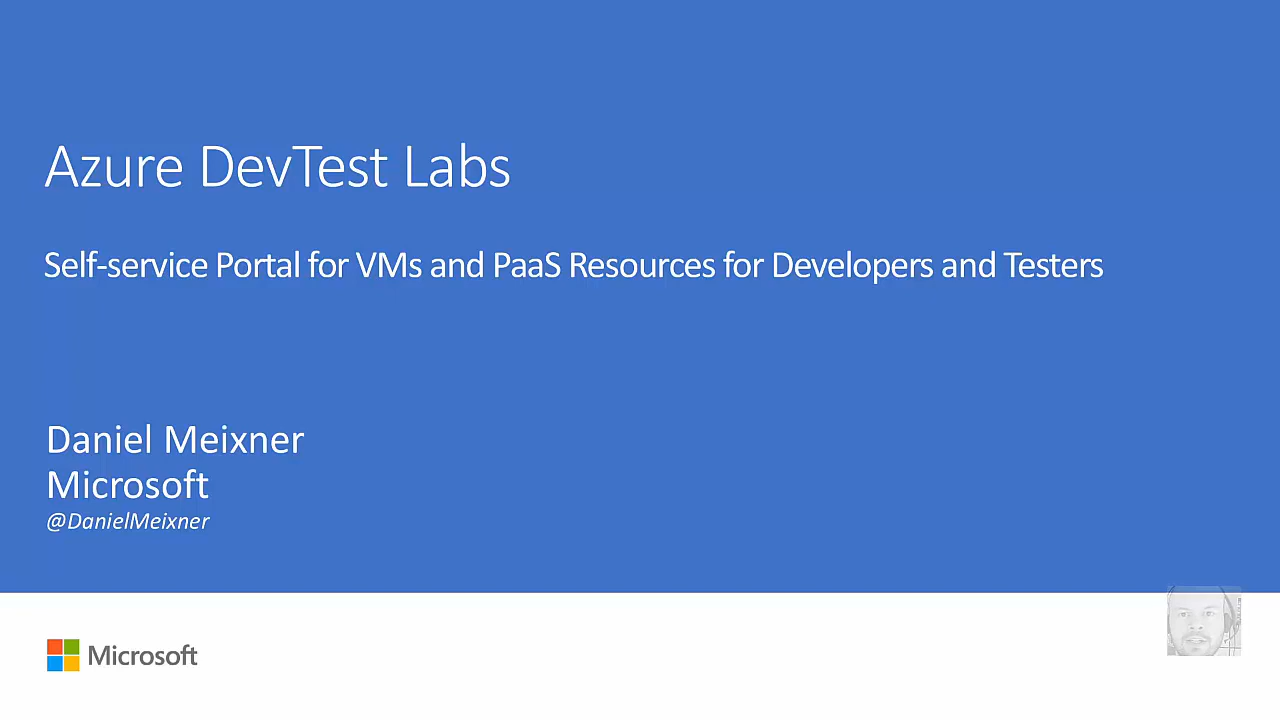 Azure DevTest Labs
Self-service Portal for VMs and PaaS Resources for Developers and Testers
Daniel Meixner
Microsoft
@DanielMeixner
Microsoft